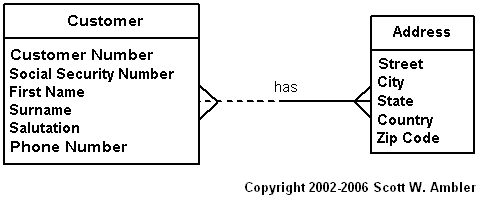 Customer
Customer Number
Social Security Number
First Name
Surname
Salutation
Phone Number
has
Address
Street
City
State
Country
Zip Code
Copyright 2002-2006 Scott W. Ambler